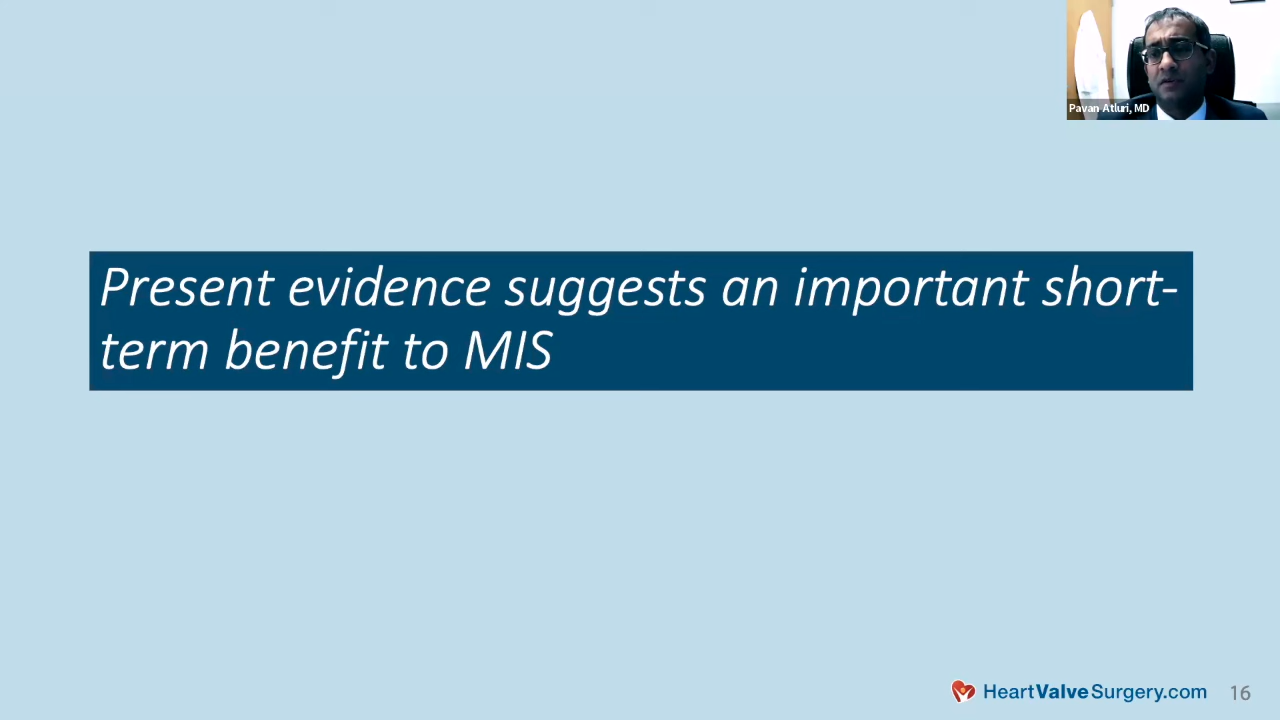 Pavan Atluri, MD
Present evidence suggests an important short-
term benefit to MIS
HeartValveSurgery.com
16